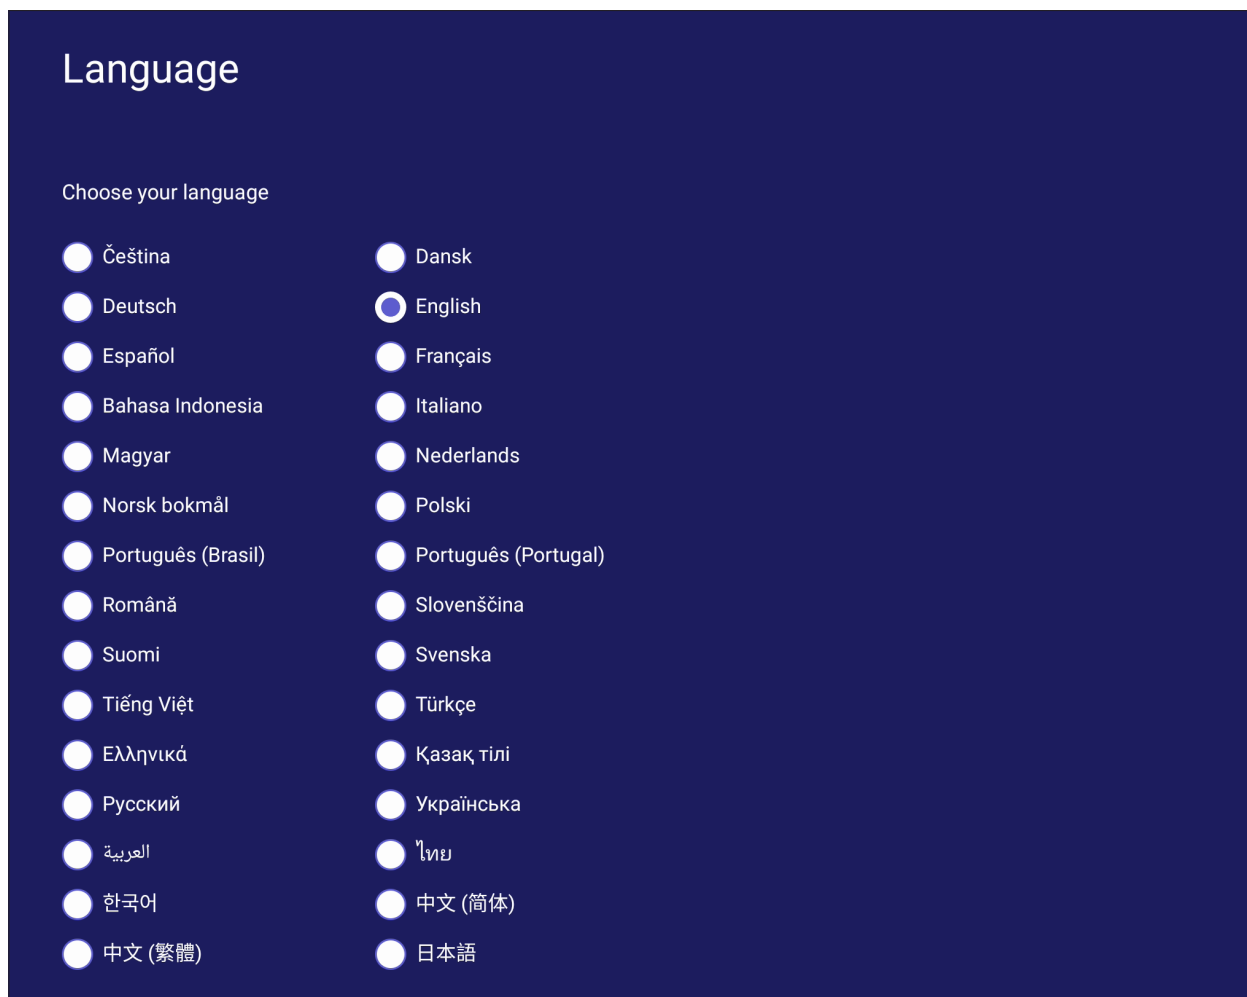 Language
Choose your language
Čeština
Dansk
Deutsch
English
Español
Français
Bahasa Indonesia
Italiano
Magyar
Nederlands
Norsk bokmål
Polski
Português (Brasil)
Português (Portugal)
Română
Slovenščina
Suomi
Svenska
Tiếng Việt
Türkçe
Ελληνικά
Қазақ тілі
Русский
Українська
العربية
ไทย
한국어
中文 (简体)
中文 (繁體)
日本語